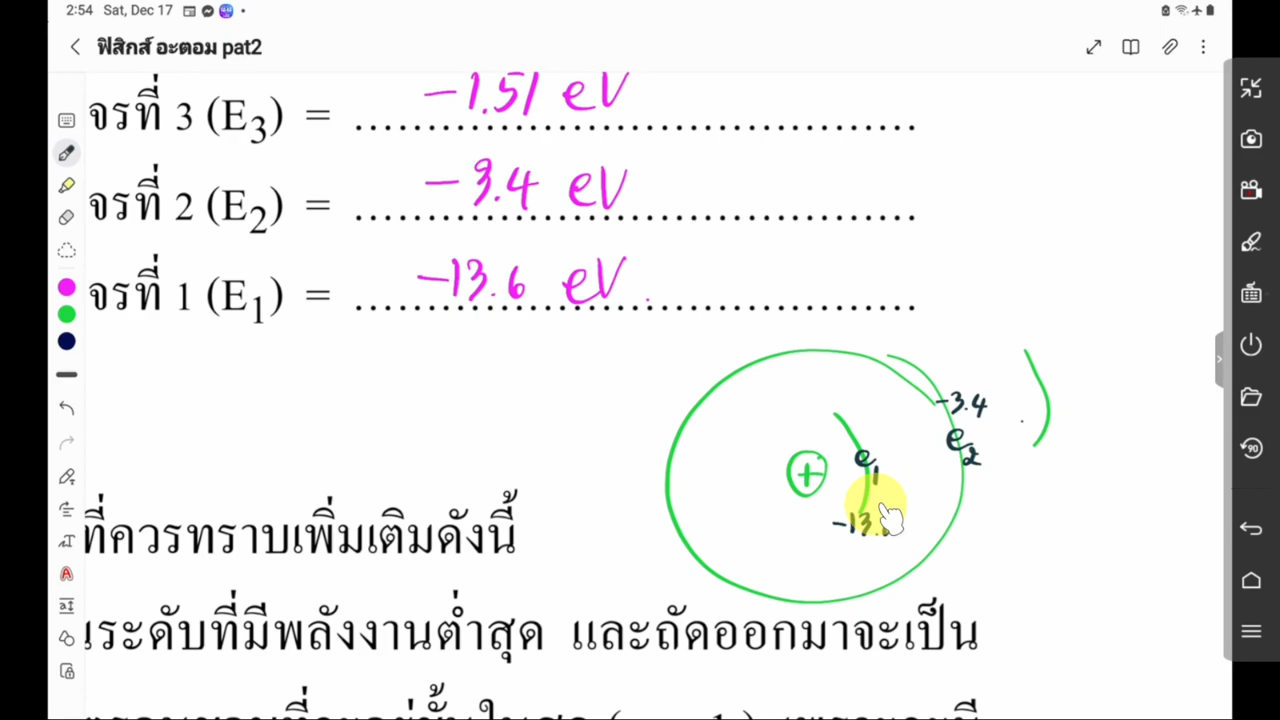 2:54 Sat, Dec 17
ฟิสิกส์ อะตอม pat2
จรที่ 3 (E3) = -1.51 eV
จรที่ 2 (E2) = -3.4 eV
จรที่ 1 (E1) = -13.6 eV
-3.4
e2
e1
+
-13.
ที่ควรทราบเพิ่มเติมดังนี้
ระดับที่มีพลังงานต่ำสุด และถัดออกมาจะเป็น
90